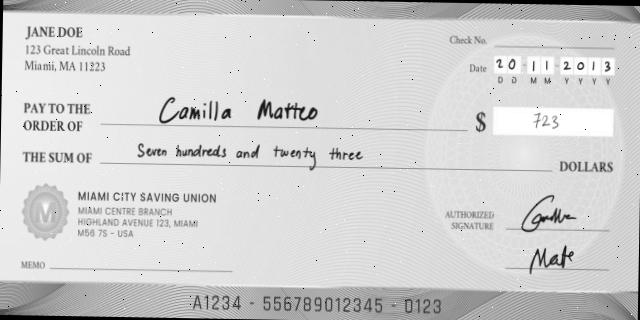 JANE DOE
123 Great Lincoln Road
Miami, MA 11223
Check No.
Date 20 - 11 - 2013
D D M M Y Y Y Y
PAY TO THE ORDER OF Camilla Matteo $ 723
THE SUM OF Seven hundreds and twenty three DOLLARS
M
MIAMI CITY SAVING UNION
MIAMI CENTRE BRANCH
HIGHLAND AVENUE 123, MIAMI
M56 7S - USA
AUTHORIZED
SIGNATURE
MEMO
A1234 - 556789012345 - 0123